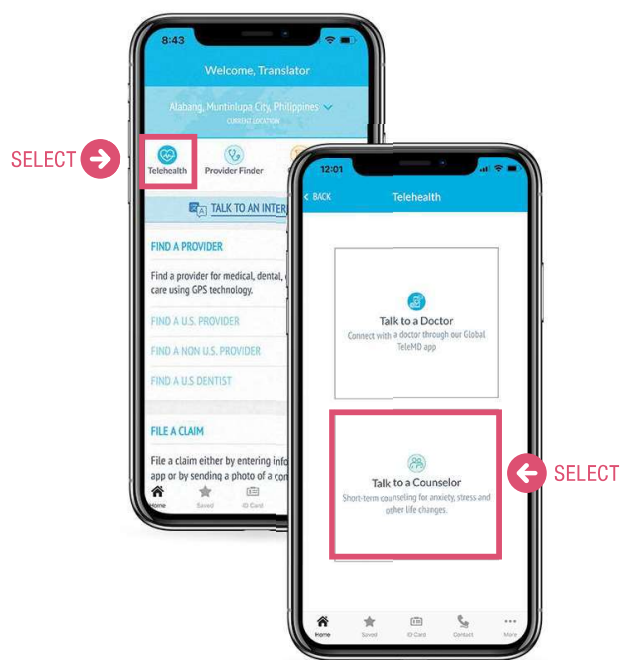 8:43
Welcome, Translator
Alabang, Muntinlupa City, Philippines
CURRENT LOCATION
SELECT
Telehealth
Provider Finder
TALK TO AN INTER
FIND A PROVIDER
Find a provider for medical, dental,
care using GPS technology.
FIND A U.S. PROVIDER
FIND A NON U.S. PROVIDER
FIND A U.S DENTIST
FILE A CLAIM
File a claim either by entering info
app or by sending a photo of a con
Home
Saved
ID Card
12:01
BACK
Telehealth
Talk to a Doctor
Connect with a doctor through our Global
TeleMD app
Talk to a Counselor
Short-term counseling for anxiety, stress and
other life changes.
SELECT
Home
Saved
ID Card
Contact
More